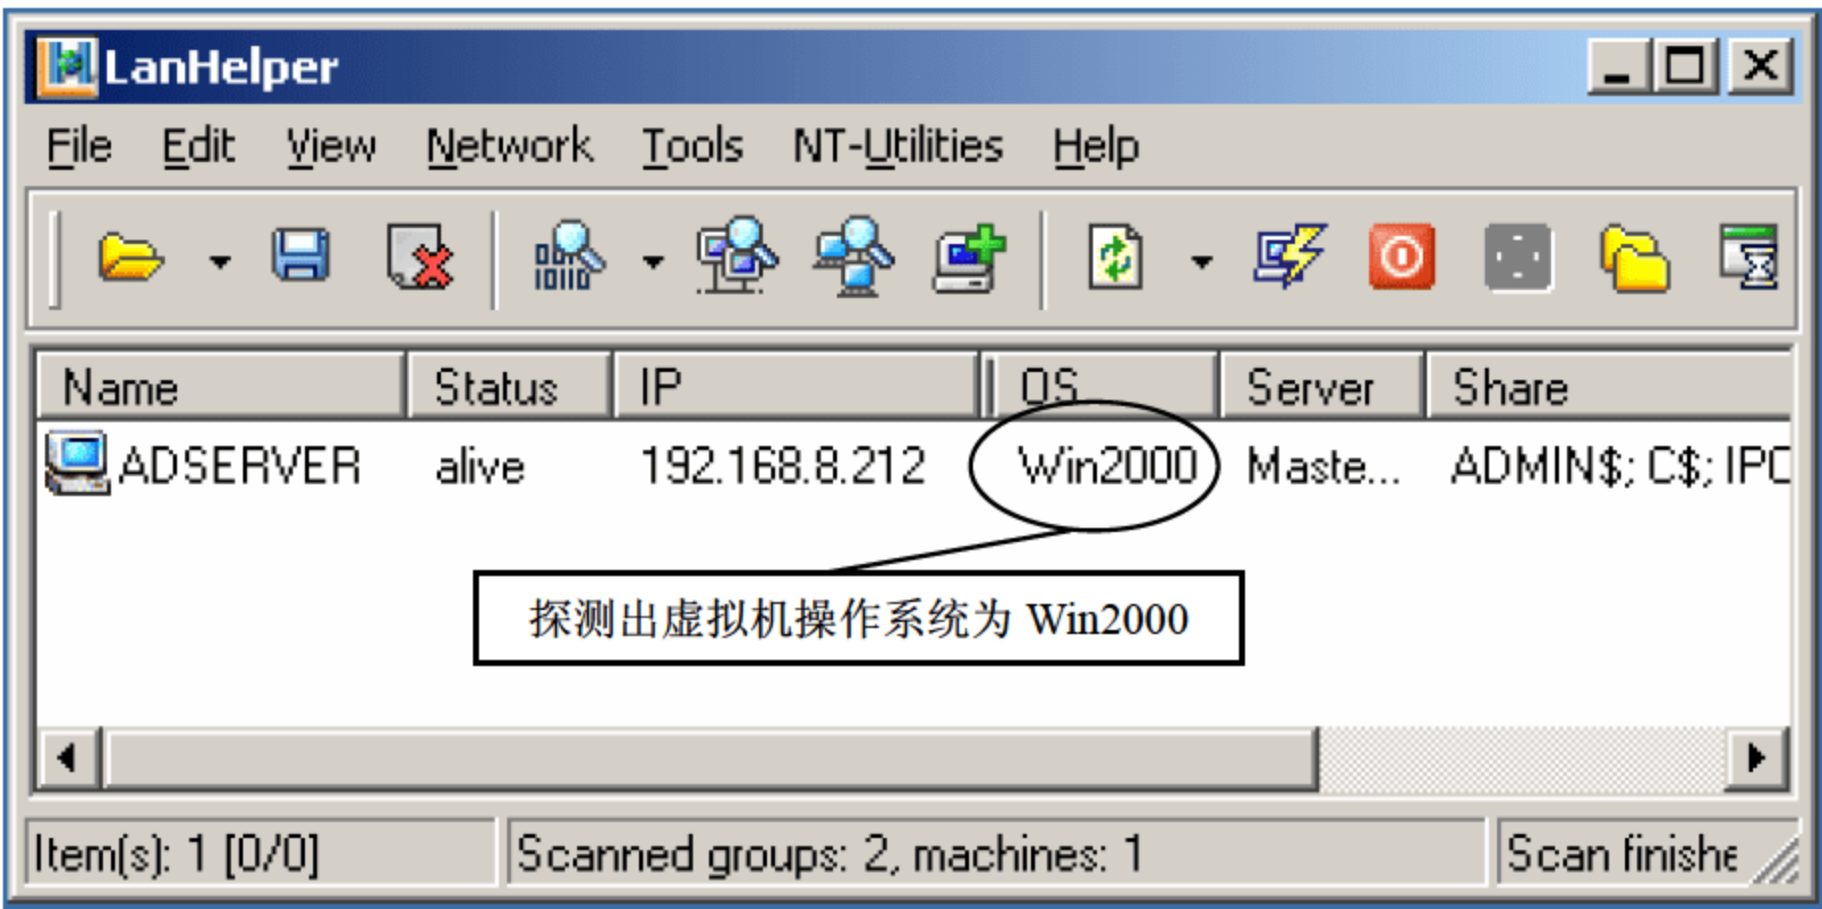 LanHelper
File Edit View Network Tools NT-Utilities Help
Name Status IP OS Server Share
ADSERVER alive 192.168.8.212 Win2000 Maste... ADMIN$; C$; IPC
探测出虚拟机操作系统为 Win2000
Item(s): 1 [0/0] Scanned groups: 2, machines: 1 Scan finishe